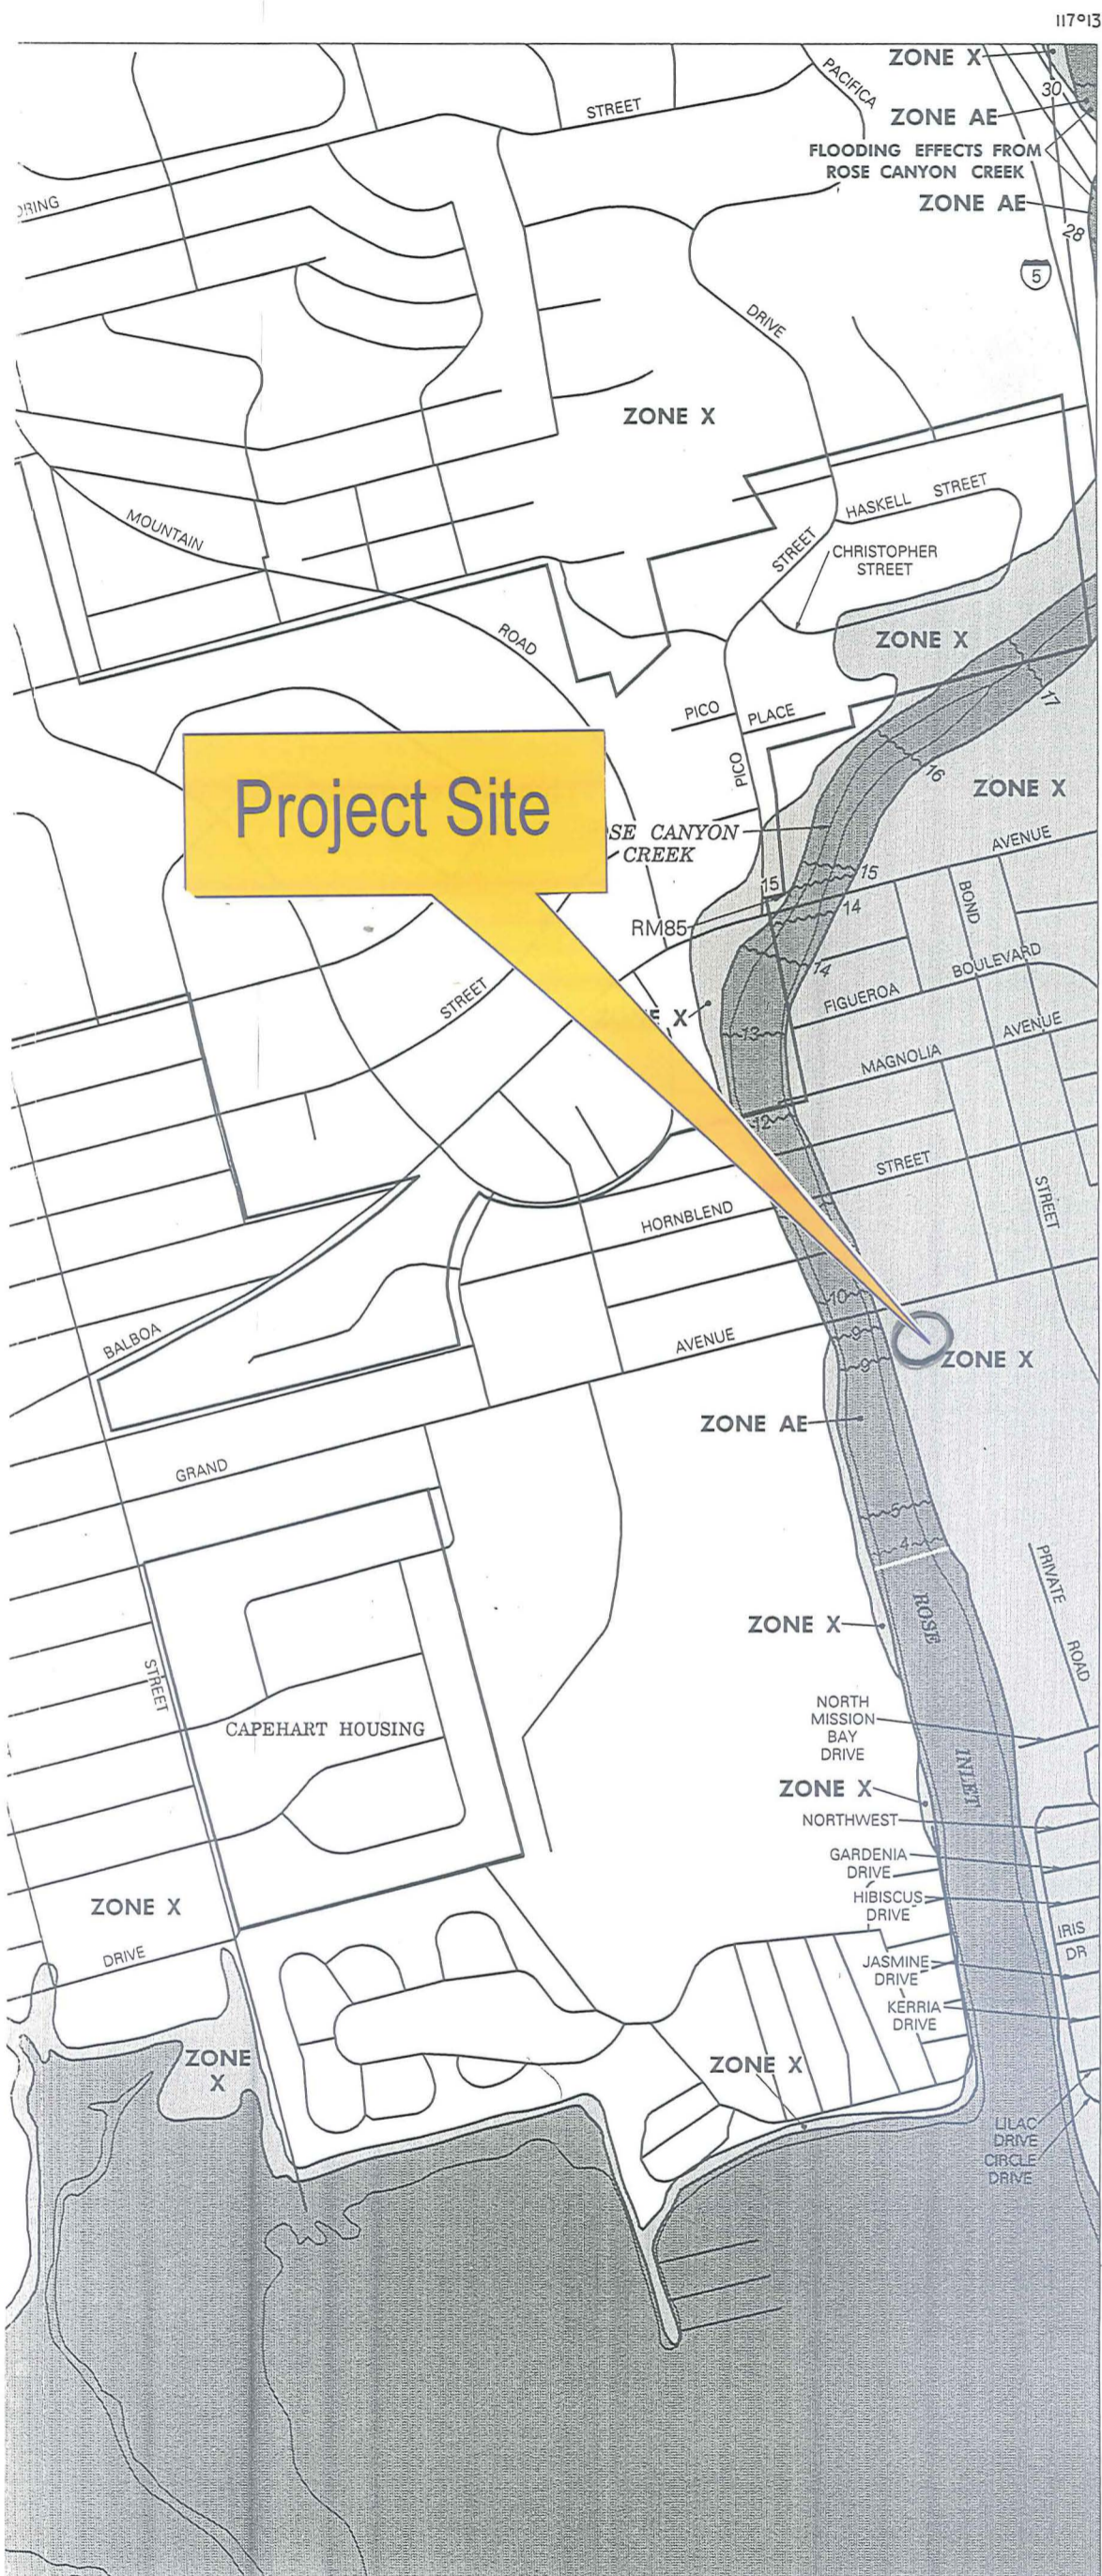 117°13
ZONE X
30
PACIFICA
STREET
ZONE AE
FLOODING EFFECTS FROM
ROSE CANYON CREEK
ZONE AE
28
5
DRIVE
ZONE X
HASKELL STREET
MOUNTAIN
STREET
CHRISTOPHER
STREET
ROAD
ZONE X
17
PICO
PLACE
PICO
16
ZONE X
Project Site
SE CANYON
CREEK
AVENUE
15
15
BOND
14
RM85
14
BOULEVARD
FIGUEROA
STREET
X
13
AVENUE
MAGNOLIA
12
STREET
STREET
HORNBLEND
10
9
BALBOA
AVENUE
ZONE X
9
ZONE AE
GRAND
5
4
PRIVATE
ROAD
ROSE
ZONE X
STREET
NORTH
MISSION
BAY
DRIVE
CAPEHART HOUSING
INLET
ZONE X
NORTHWEST
GARDENIA
DRIVE
HIBISCUS
DRIVE
ZONE X
IRIS
DR
DRIVE
JASMINE
DRIVE
KERRIA
DRIVE
ZONE
X
ZONE X
LILAC
DRIVE
CIRCLE
DRIVE